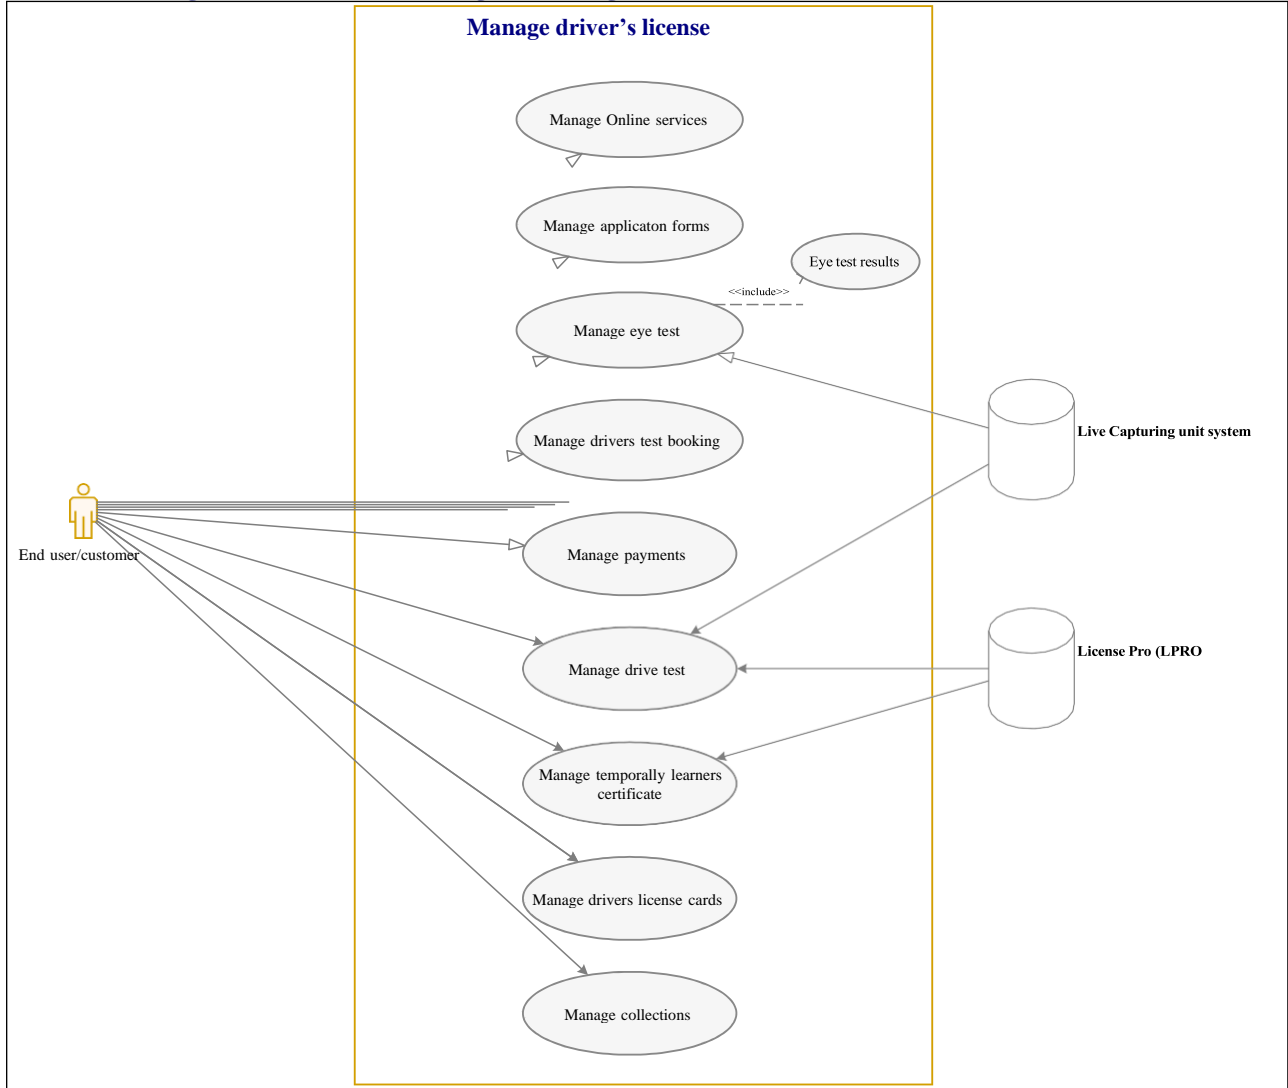 Manage driver’s license
Manage Online services
Manage applicaton forms
Eye test results
<<include>>
Manage eye test
Live Capturing unit system
Manage drivers test booking
End user/customer
Manage payments
License Pro (LPRO
Manage drive test
Manage temporally learners
certificate
Manage drivers license cards
Manage collections